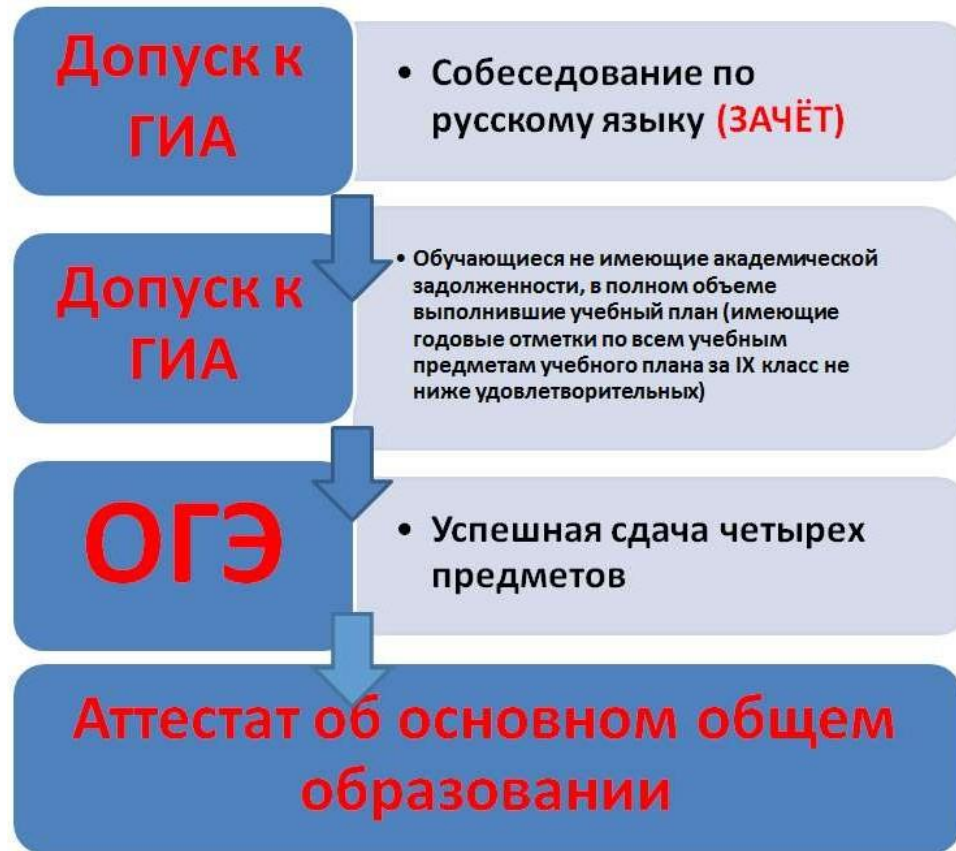 Допуск к
ГИА
• Собеседование по
русскому языку (ЗАЧЁТ)
Допуск к
ГИА
• Обучающиеся не имеющие академической
задолженности, в полном объеме
выполнившие учебный план (имеющие
годовые отметки по всем учебным
предметам учебного плана за IX класс не
ниже удовлетворительных)
ОГЭ
• Успешная сдача четырех
предметов
Аттестат об основном общем
образовании